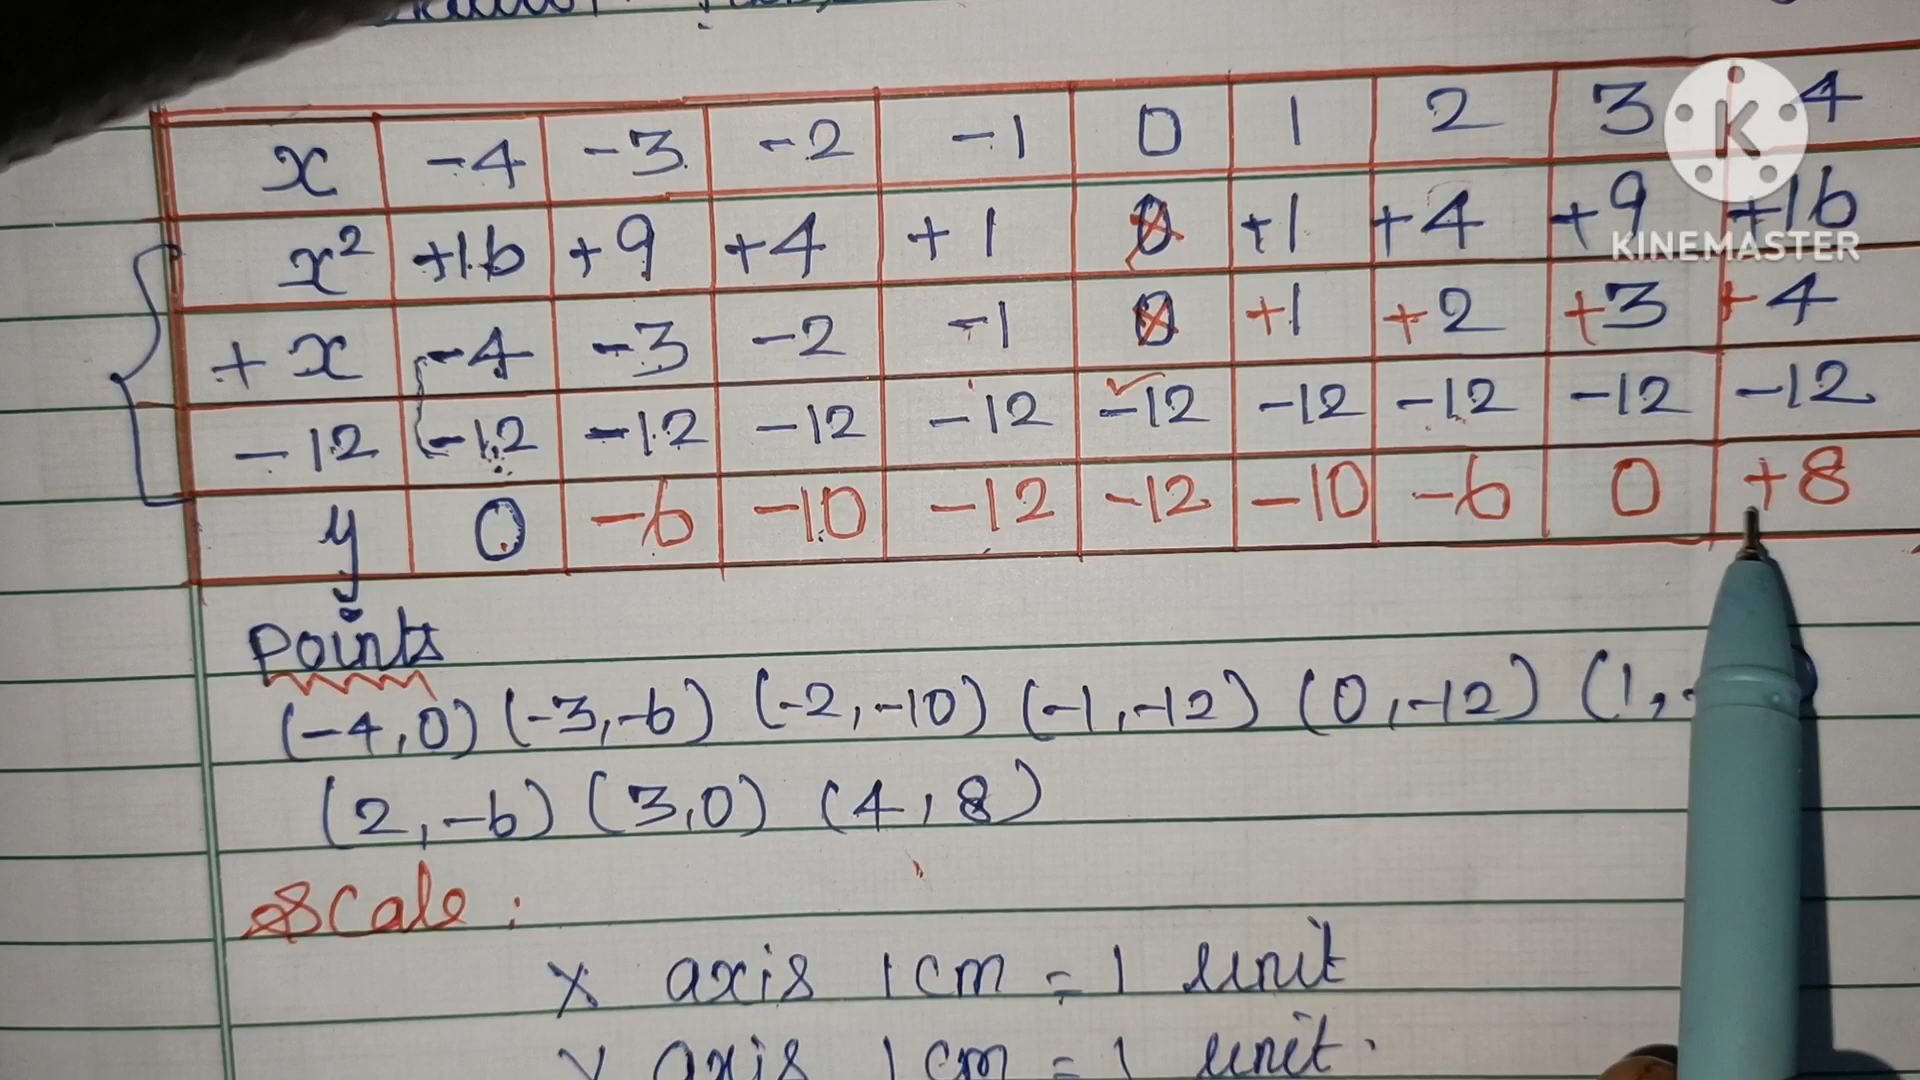 x -4 -3 -2 -1 0 1 2 3 4
x² +16 +9 +4 +1 0 +1 +4 +9 +16
KINEMASTER
+ x -4 -3 -2 -1 0 +1 +2 +3 +4
-12 -12 -12 -12 -12 -12 -12 -12 -12 -12
y 0 -6 -10 -12 -12 -10 -6 0 +8
Points
(-4,0) (-3,-6) (-2,-10) (-1,-12) (0,-12) (1,-
(2,-6) (3,0) (4,8)
Scale:
X axis 1cm = 1 unit
Y axis 1cm = 1 unit.